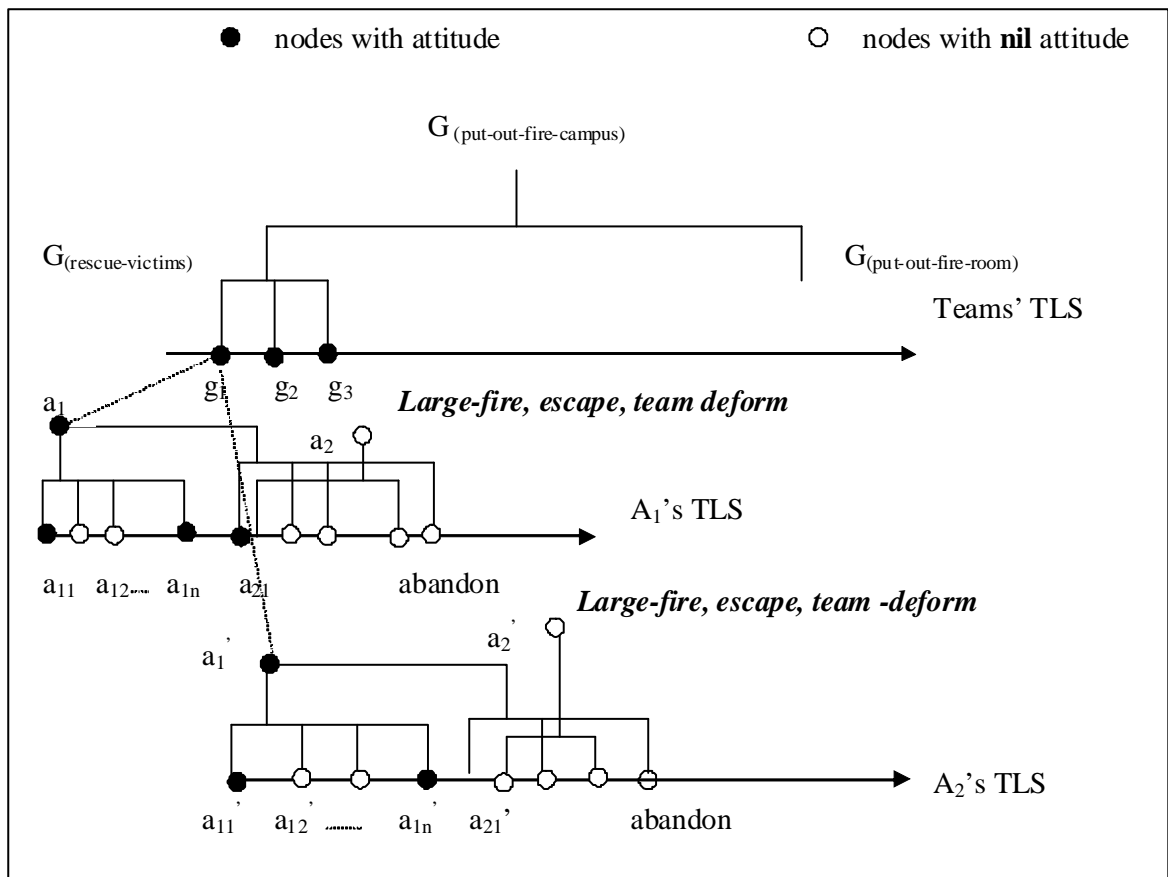 nodes with attitude
nodes with nil attitude
G (put-out-fire-campus)
G(rescue-victims)
G(put-out-fire-room)
Teams’ TLS
g1 g2 g3
a1
Large-fire, escape, team deform
a2
A1’s TLS
a11 a12.... a1n a21 abandon
Large-fire, escape, team -deform
a1’ a2’
A2’s TLS
a11’ a12’ ....... a1n’ a21’ abandon